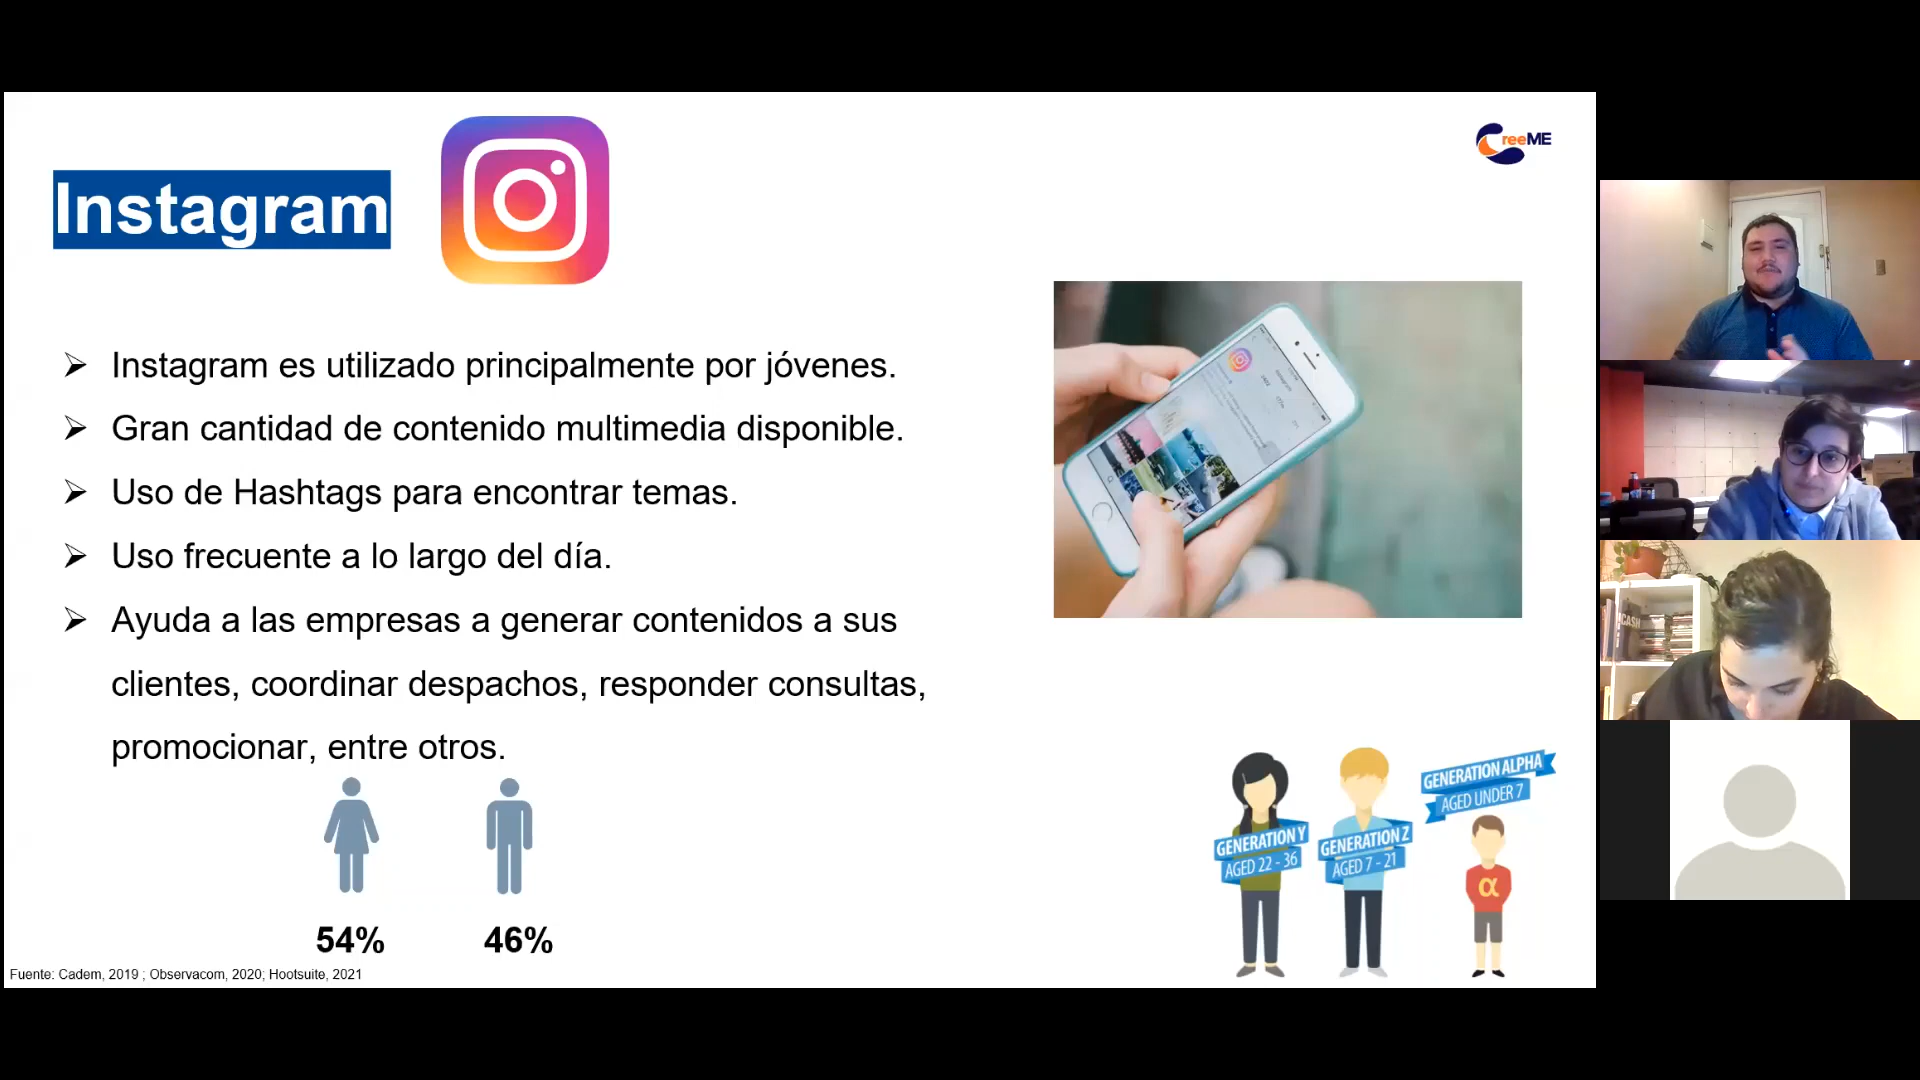 reeME
Instagram
Instagram es utilizado principalmente por jóvenes.
Gran cantidad de contenido multimedia disponible.
Uso de Hashtags para encontrar temas.
Uso frecuente a lo largo del día.
Ayuda a las empresas a generar contenidos a sus
clientes, coordinar despachos, responder consultas,
promocionar, entre otros.
54% 46%
GENERATION Y
AGED 22 - 36
GENERATION Z
AGED 7 - 21
GENERATION ALPHA
AGED UNDER 7
α
Fuente: Cadem, 2019 ; Observacom, 2020; Hootsuite, 2021
CASH